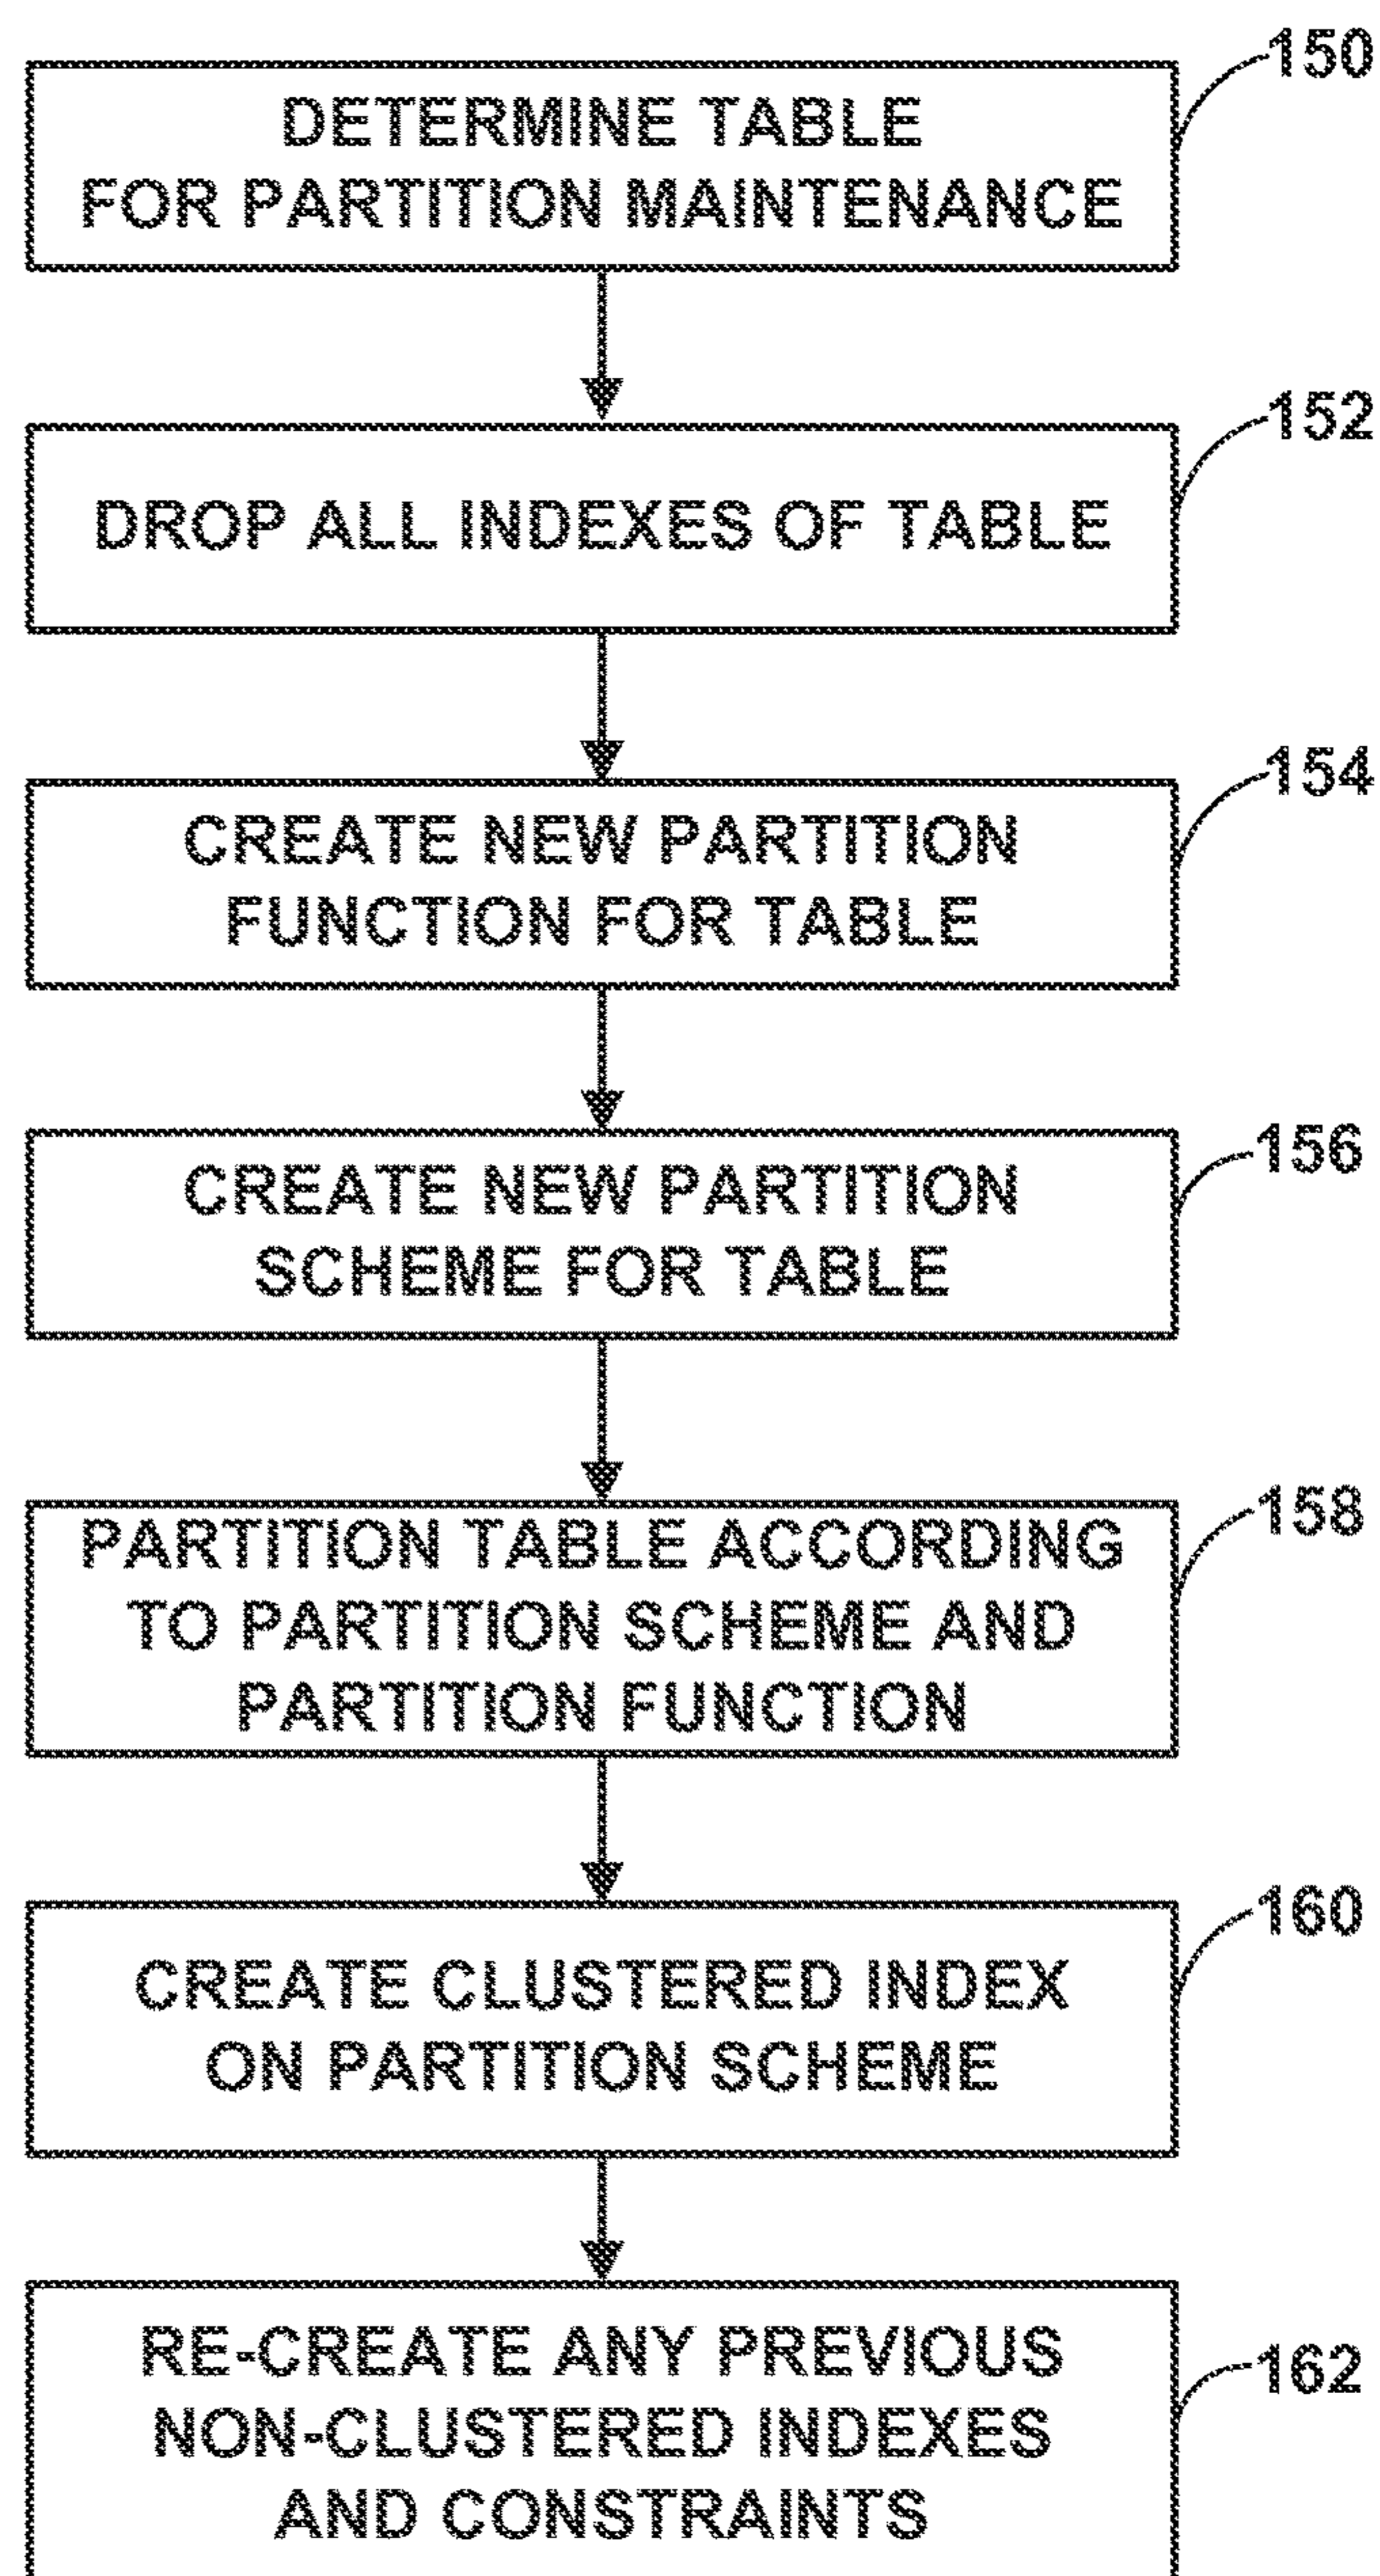 150
DETERMINE TABLE
FOR PARTITION MAINTENANCE
152
DROP ALL INDEXES OF TABLE
154
CREATE NEW PARTITION
FUNCTION FOR TABLE
156
CREATE NEW PARTITION
SCHEME FOR TABLE
158
PARTITION TABLE ACCORDING
TO PARTITION SCHEME AND
PARTITION FUNCTION
160
CREATE CLUSTERED INDEX
ON PARTITION SCHEME
162
RE-CREATE ANY PREVIOUS
NON-CLUSTERED INDEXES
AND CONSTRAINTS